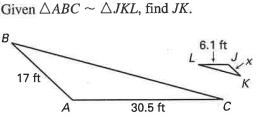 Given △ABC ~ △JKL, find JK.
B
6.1 ft
L
J
x
K
17 ft
A
30.5 ft
C